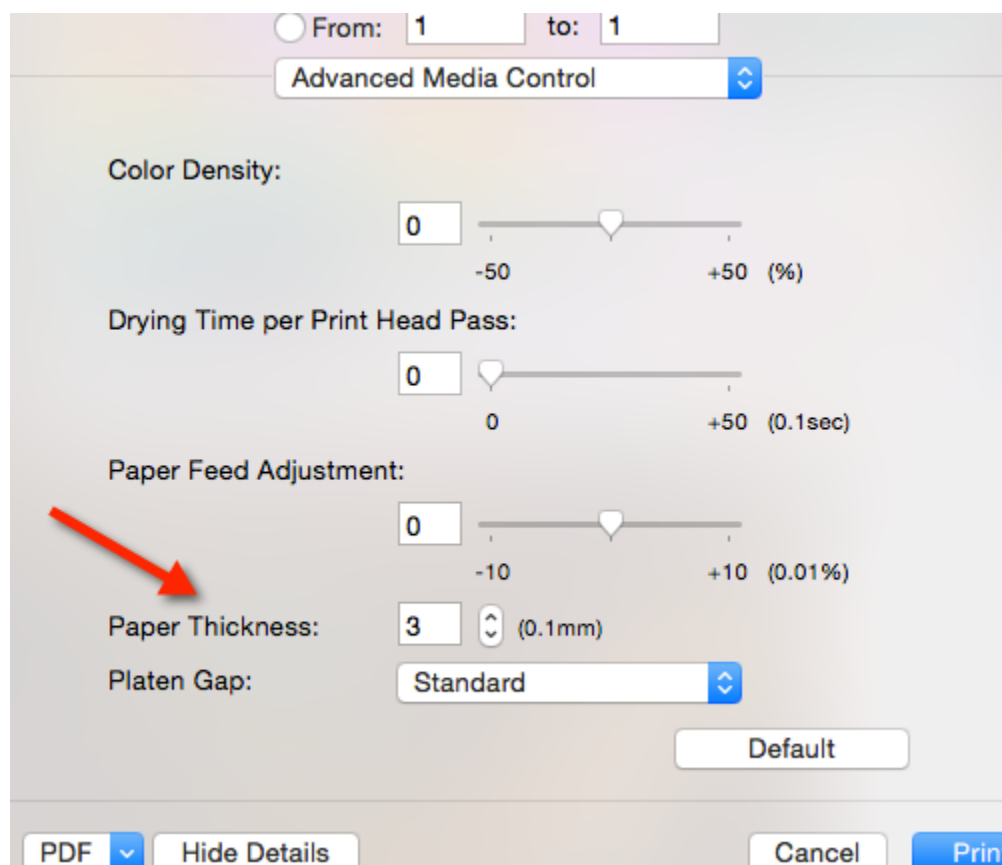 From: 1 to: 1
Advanced Media Control
Color Density:
0
-50 +50 (%)
Drying Time per Print Head Pass:
0
0 +50 (0.1sec)
Paper Feed Adjustment:
0
-10 +10 (0.01%)
Paper Thickness: 3 (0.1mm)
Platen Gap: Standard
Default
PDF Hide Details Cancel Prin